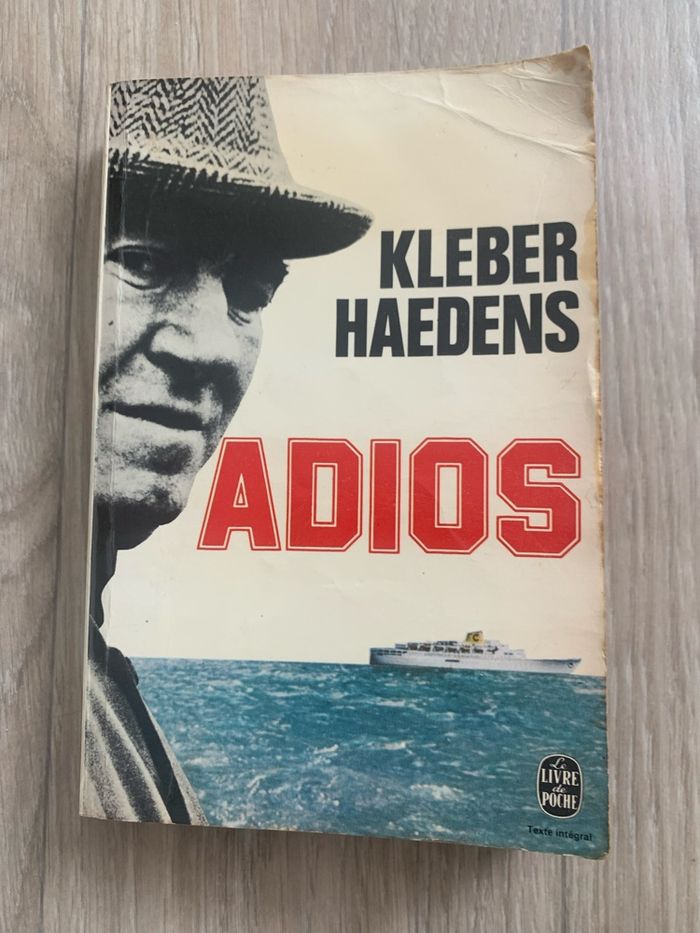 KLEBER
HAEDENS
ADIOS
C
Le
LIVRE
de
POCHE
Texte intégral